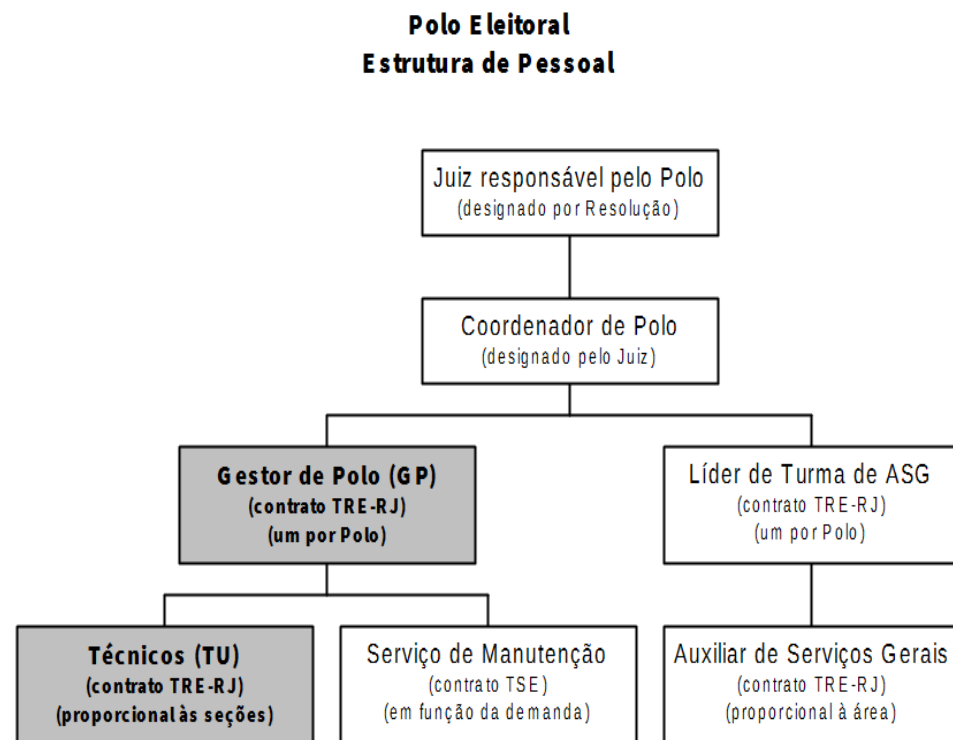 Polo Eleitoral
Estrutura de Pessoal
Juiz responsável pelo Polo
(designado por Resolução)
Coordenador de Polo
(designado pelo Juiz)
Gestor de Polo (GP)
(contrato TRE-RJ)
(um por Polo)
Líder de Turma de ASG
(contrato TRE-RJ)
(um por Polo)
Técnicos (TU)
(contrato TRE-RJ)
(proporcional às seções)
Serviço de Manutenção
(contrato TSE)
(em função da demanda)
Auxiliar de Serviços Gerais
(contrato TRE-RJ)
(proporcional à área)